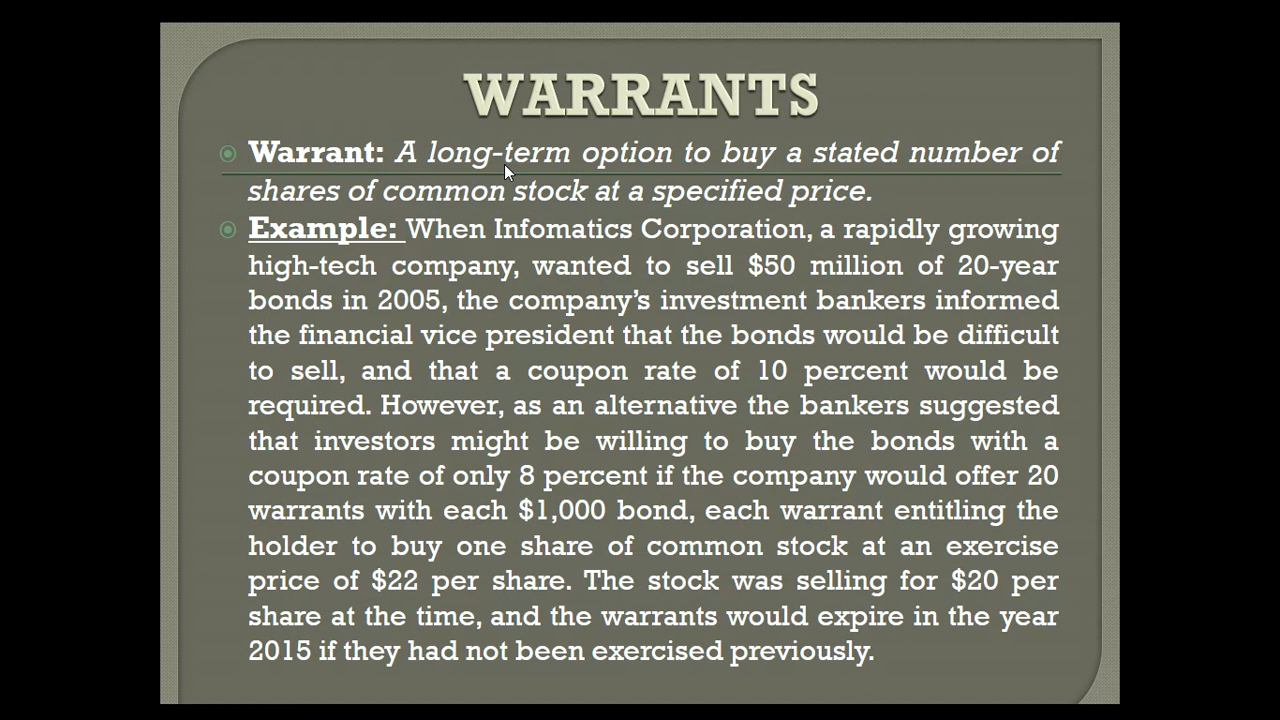 WARRANTS
Warrant: A long-term option to buy a stated number of
shares of common stock at a specified price.
Example: When Infomatics Corporation, a rapidly growing
high-tech company, wanted to sell $50 million of 20-year
bonds in 2005, the company’s investment bankers informed
the financial vice president that the bonds would be difficult
to sell, and that a coupon rate of 10 percent would be
required. However, as an alternative the bankers suggested
that investors might be willing to buy the bonds with a
coupon rate of only 8 percent if the company would offer 20
warrants with each $1,000 bond, each warrant entitling the
holder to buy one share of common stock at an exercise
price of $22 per share. The stock was selling for $20 per
share at the time, and the warrants would expire in the year
2015 if they had not been exercised previously.